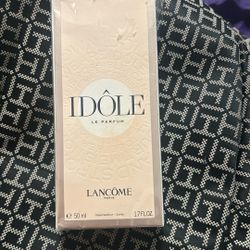 IDÔLE
LE PARFUM
LANCÔME
PARIS
e 50 ml
1.7 FL.OZ.